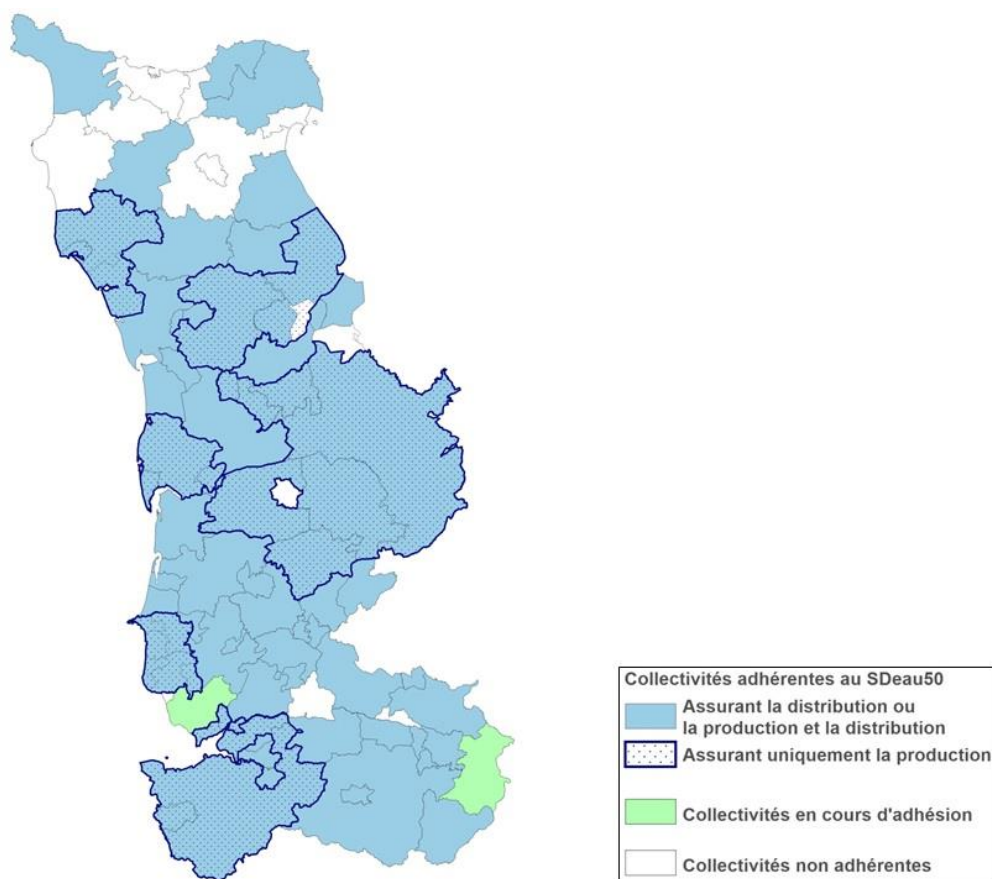 Collectivités adhérentes au SDeau50
Assurant la distribution ou
la production et la distribution
Assurant uniquement la production
Collectivités en cours d'adhésion
Collectivités non adhérentes